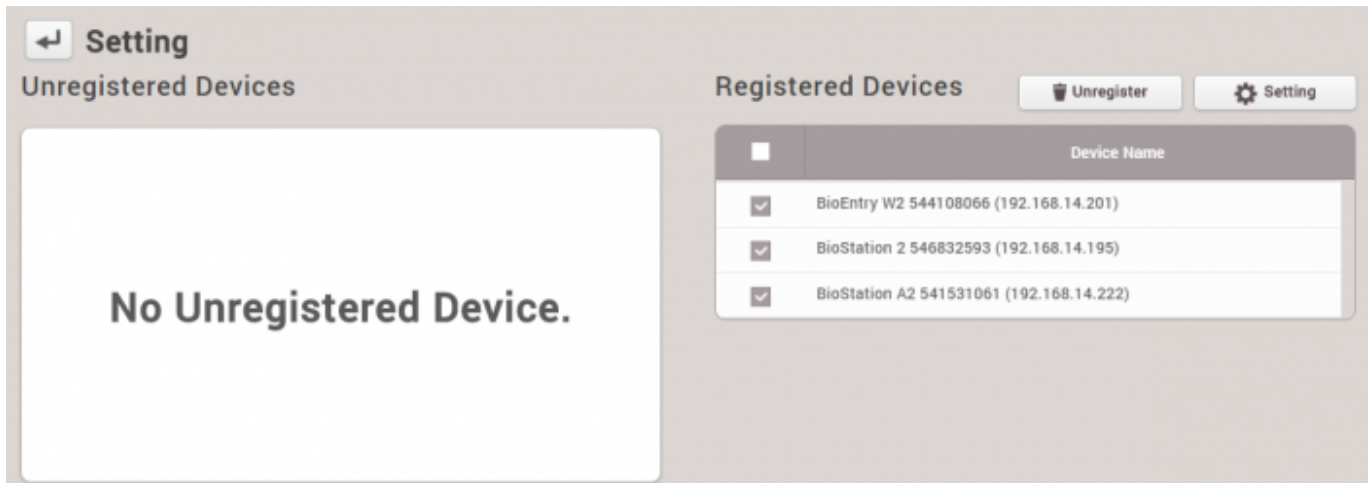 Setting
Unregistered Devices
No Unregistered Device.
Registered Devices
Unregister
Setting
Device Name
BioEntry W2 544108066 (192.168.14.201)
BioStation 2 546832593 (192.168.14.195)
BioStation A2 541531061 (192.168.14.222)